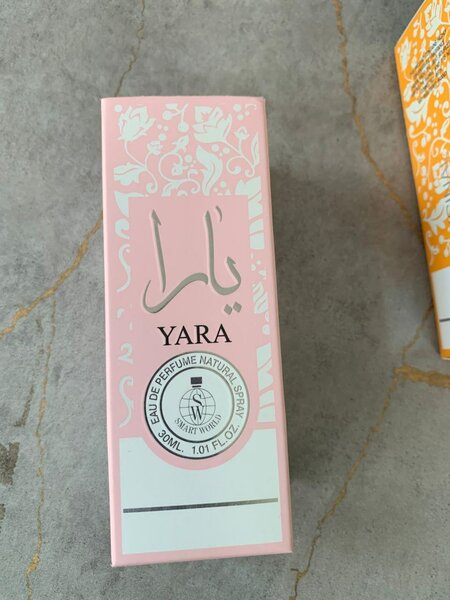 يارا
YARA
EAU DE PERFUME NATURAL SPRAY
SW
SMART WORLD
30ML. 1.01 FL.OZ.